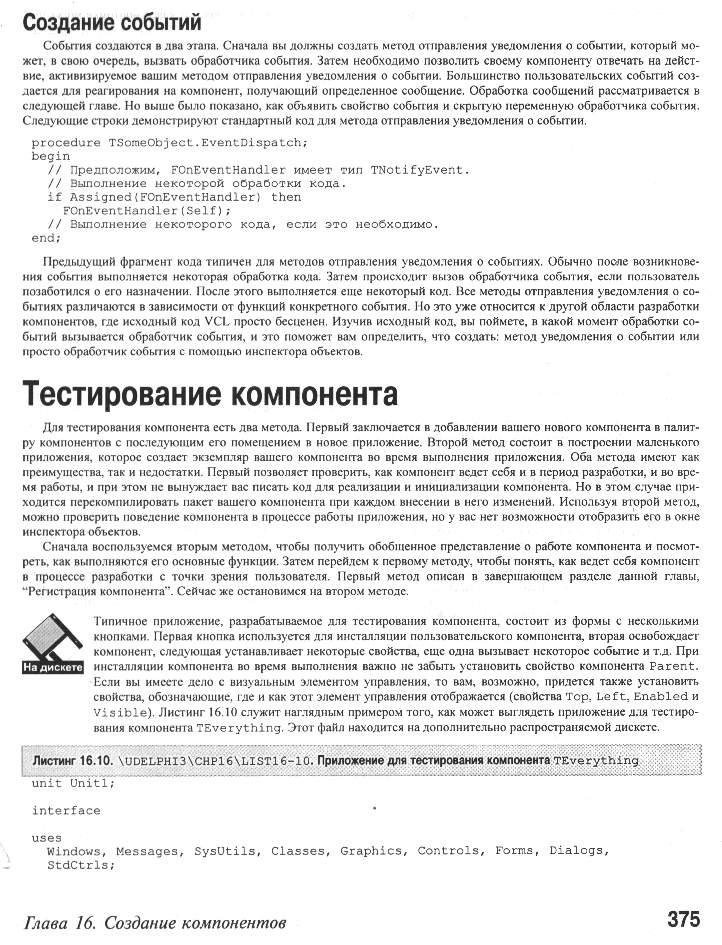 Создание событий
События создаются в два этапа. Сначала вы должны создать метод отправления уведомления о событии, который мо-
жет, в свою очередь, вызвать обработчика события. Затем необходимо позволить своему компоненту отвечать на дейст-
вие, активизируемое вашим методом отправления уведомления о событии. Большинство пользовательских событий соз-
дается для реагирования на компонент, получающий определенное сообщение. Обработка сообщений рассматривается в
следующей главе. Но выше было показано, как объявить свойство события и скрытую переменную обработчика события.
Следующие строки демонстрируют стандартный код для метода отправления уведомления о событии.
procedure TSomeObject.EventDispatch;
begin
// Предположим, FOnEventHandler имеет тип TNotifyEvent.
// Выполнение некоторой обработки кода.
if Assigned(FOnEventHandler) then
FOnEventHandler(Self);
// Выполнение некоторого кода, если это необходимо.
end;
Предыдущий фрагмент кода типичен для методов отправления уведомления о событиях. Обычно после возникнове-
ния события выполняется некоторая обработка кода. Затем происходит вызов обработчика события, если пользователь
позаботился о его назначении. После этого выполняется еще некоторый код. Все методы отправления уведомления о со-
бытиях различаются в зависимости от функций конкретного события. Но это уже относится к другой области разработки
компонентов, где исходный код VCL просто бесценен. Изучив исходный код, вы поймете, в какой момент обработки со-
бытий вызывается обработчик события, и это поможет вам определить, что создать: метод уведомления о событии или
просто обработчик события с помощью инспектора объектов.
Тестирование компонента
Для тестирования компонента есть два метода. Первый заключается в добавлении вашего нового компонента в палит-
ру компонентов с последующим его помещением в новое приложение. Второй метод состоит в построении маленького
приложения, которое создает экземпляр вашего компонента во время выполнения приложения. Оба метода имеют как
преимущества, так и недостатки. Первый позволяет проверить, как компонент ведет себя и в период разработки, и во вре-
мя работы, и при этом не вынуждает вас писать код для реализации и инициализации компонента. Но в этом случае при-
ходится перекомпилировать пакет вашего компонента при каждом внесении в него изменений. Используя второй метод,
можно проверить поведение компонента в процессе работы приложения, но у вас нет возможности отобразить его в окне
инспектора объектов.
Сначала воспользуемся вторым методом, чтобы получить обобщенное представление о работе компонента и посмот-
реть, как выполняются его основные функции. Затем перейдем к первому методу, чтобы понять, как ведет себя компонент
в процессе разработки с точки зрения пользователя. Первый метод описан в завершающем разделе данной главы,
“Регистрация компонента”. Сейчас же остановимся на втором методе.
Типичное приложение, разрабатываемое для тестирования компонента, состоит из формы с несколькими
кнопками. Первая кнопка используется для инсталляции пользовательского компонента, вторая освобождает
компонент, следующая устанавливает некоторые свойства, еще одна вызывает некоторое событие и т.д. При
На дискете
инсталляции компонента во время выполнения важно не забыть установить свойство компонента Parent.
Если вы имеете дело с визуальным элементом управления, то вам, возможно, придется также установить
свойства, обозначающие, где и как этот элемент управления отображается (свойства Top, Left, Enabled и
Visible). Листинг 16.10 служит наглядным примером того, как может выглядеть приложение для тестиро-
вания компонента TEverything. Этот файл находится на дополнительно распространяемой дискете.
Листинг 16.10. \UDELPHI3\CHP16\LIST16-10. Приложение для тестирования компонента TEverything
unit Unit1;
interface
uses
Windows, Messages, SysUtils, Classes, Graphics, Controls, Forms, Dialogs,
StdCtrls;
Глава 16. Создание компонентов 375